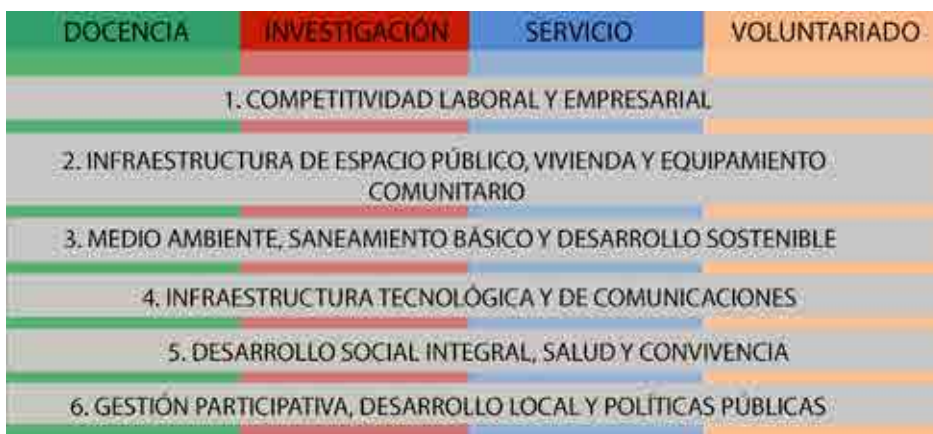 DOCENCIA INVESTIGACIÓN SERVICIO VOLUNTARIADO
1. COMPETITIVIDAD LABORAL Y EMPRESARIAL
2. INFRAESTRUCTURA DE ESPACIO PÚBLICO, VIVIENDA Y EQUIPAMIENTO
COMUNITARIO
3. MEDIO AMBIENTE, SANEAMIENTO BÁSICO Y DESARROLLO SOSTENIBLE
4. INFRAESTRUCTURA TECNOLÓGICA Y DE COMUNICACIONES
5. DESARROLLO SOCIAL INTEGRAL, SALUD Y CONVIVENCIA
6. GESTIÓN PARTICIPATIVA, DESARROLLO LOCAL Y POLÍTICAS PÚBLICAS